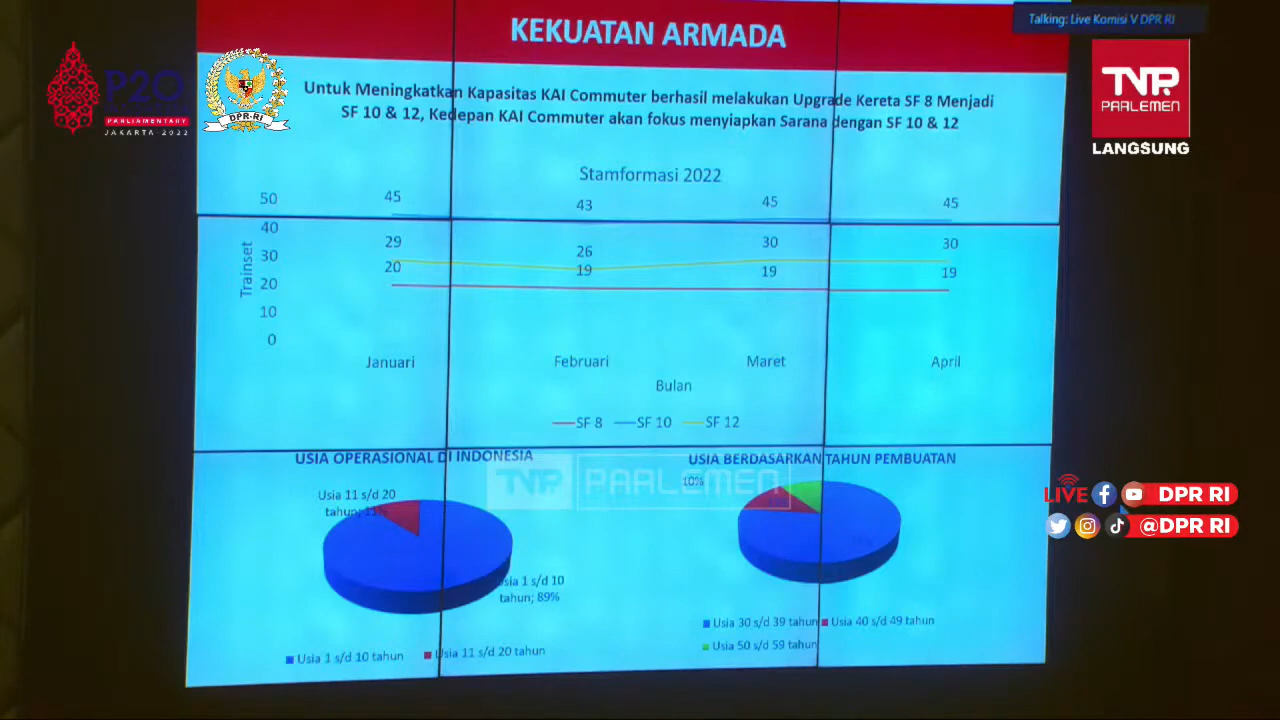 KEKUATAN ARMADA
Talking: Live Komisi V DPR RI
P20
PARLIAMENTARY
JAKARTA-2022
DPR-RI
TVP
PARLEMEN
LANGSUNG
Untuk Meningkatkan Kapasitas KAI Commuter berhasil melakukan Upgrade Kereta SF 8 Menjadi
SF 10 & 12, Kedepan KAI Commuter akan fokus menyiapkan Sarana dengan SF 10 & 12
Stamformasi 2022
50
40
30
20
10
0
Trainset
45 43 45 45
29 26 30 30
20 19 19 19
Januari Februari Maret April
Bulan
SF 8 SF 10 SF 12
USIA OPERASIONAL DI INDONESIA
Usia 11 s/d 20
tahun; 11%
Usia 1 s/d 10
tahun; 89%
Usia 1 s/d 10 tahun Usia 11 s/d 20 tahun
USIA BERDASARKAN TAHUN PEMBUATAN
10%
Usia 30 s/d 39 tahun Usia 40 s/d 49 tahun
Usia 50 s/d 59 tahun
TVP PARLEMEN
LIVE DPR RI
@DPR RI